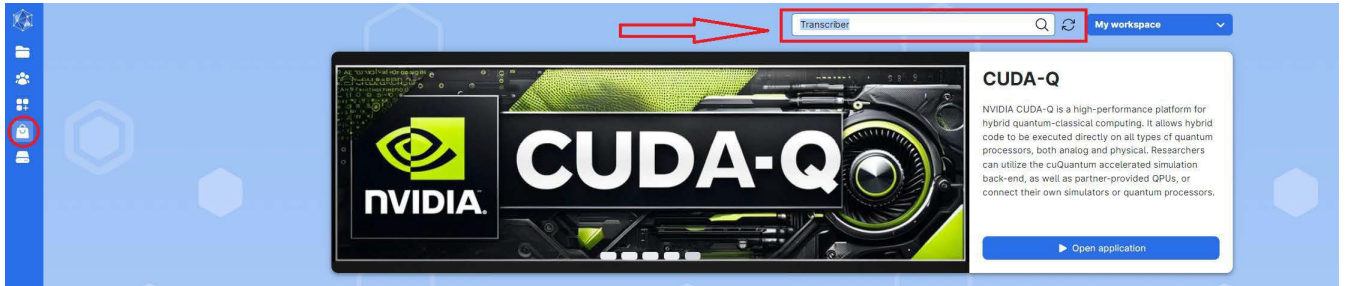 Transcriber
My workspace
CUDA-Q
NVIDIA CUDA-Q is a high-performance platform for
hybrid quantum-classical computing. It allows hybrid
code to be executed directly on all types of quantum
processors, both analog and physical. Researchers
can utilize the cuQuantum accelerated simulation
back-end, as well as partner-provided QPUs, or
connect their own simulators or quantum processors.
Open application
CUDA-Q
NVIDIA.